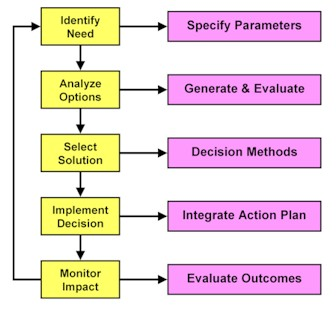 Identify
Need
Specify Parameters
Analyze
Options
Generate & Evaluate
Select
Solution
Decision Methods
Implement
Decision
Integrate Action Plan
Monitor
Impact
Evaluate Outcomes